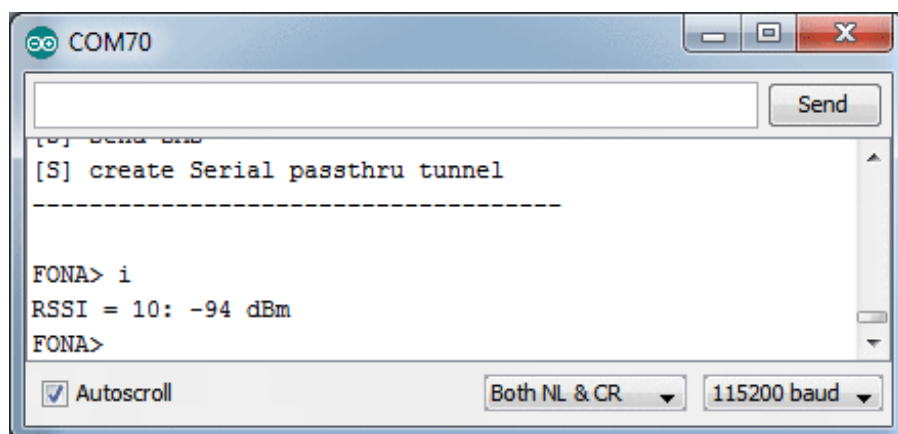 COM70
Send
[S] create Serial passthru tunnel
-------------------------------------
FONA> i
RSSI = 10: -94 dBm
FONA>
Autoscroll
Both NL & CR
115200 baud